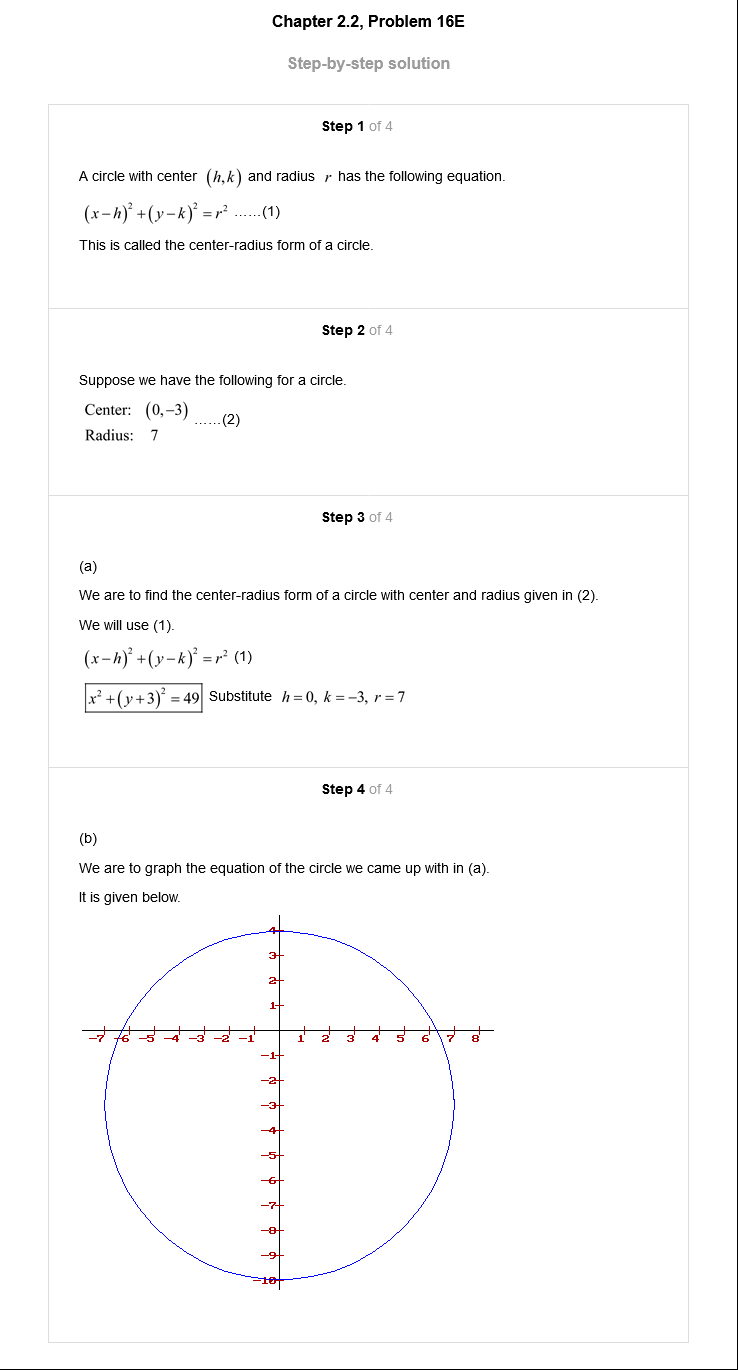 Chapter 2.2, Problem 16E
Step-by-step solution
Step 1 of 4
A circle with center (h,k) and radius r has the following equation.
(x−h)² +(y−k)² = r² ……(1)
This is called the center-radius form of a circle.
Step 2 of 4
Suppose we have the following for a circle.
Center: (0,−3)
……(2)
Radius: 7
Step 3 of 4
(a)
We are to find the center-radius form of a circle with center and radius given in (2).
We will use (1).
(x−h)² +(y−k)² = r² (1)
x² +(y+3)² = 49 Substitute h = 0, k = −3, r = 7
Step 4 of 4
(b)
We are to graph the equation of the circle we came up with in (a).
It is given below.
4
3
2
1
−7 −6 −5 −4 −3 −2 −1 1 2 3 4 5 6 7 8
−1
−2
−3
−4
−5
−6
−7
−8
−9
−10